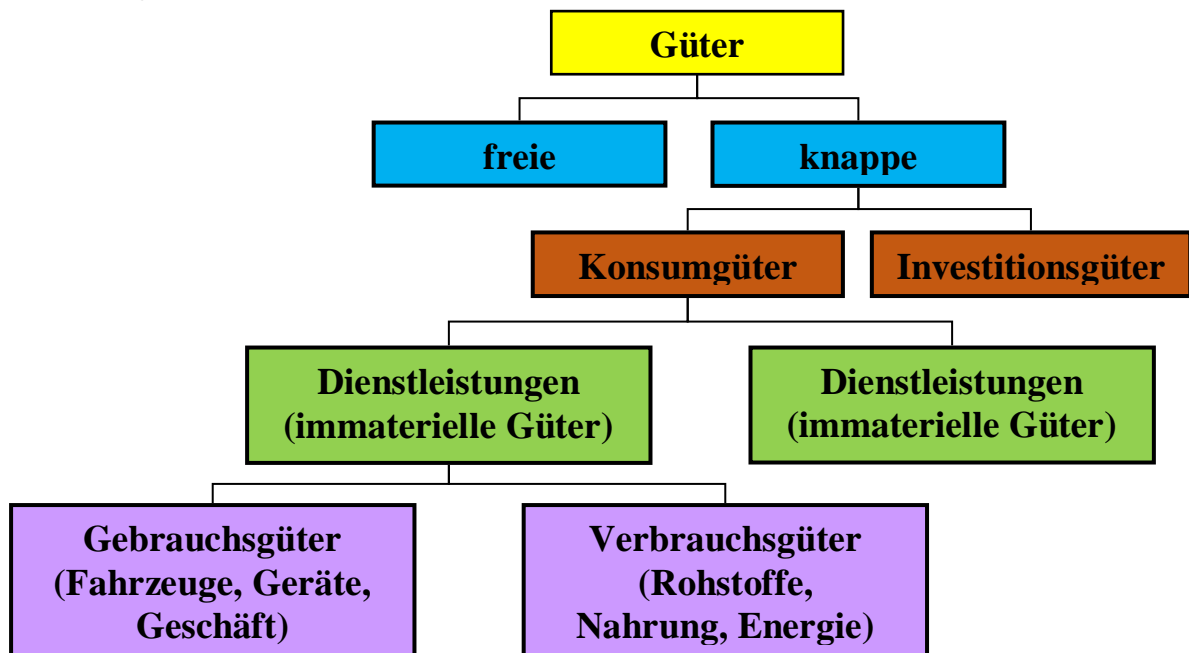 Güter
freie
knappe
Konsumgüter
Investitionsgüter
Dienstleistungen
(immaterielle Güter)
Dienstleistungen
(immaterielle Güter)
Gebrauchsgüter
(Fahrzeuge, Geräte,
Geschäft)
Verbrauchsgüter
(Rohstoffe,
Nahrung, Energie)